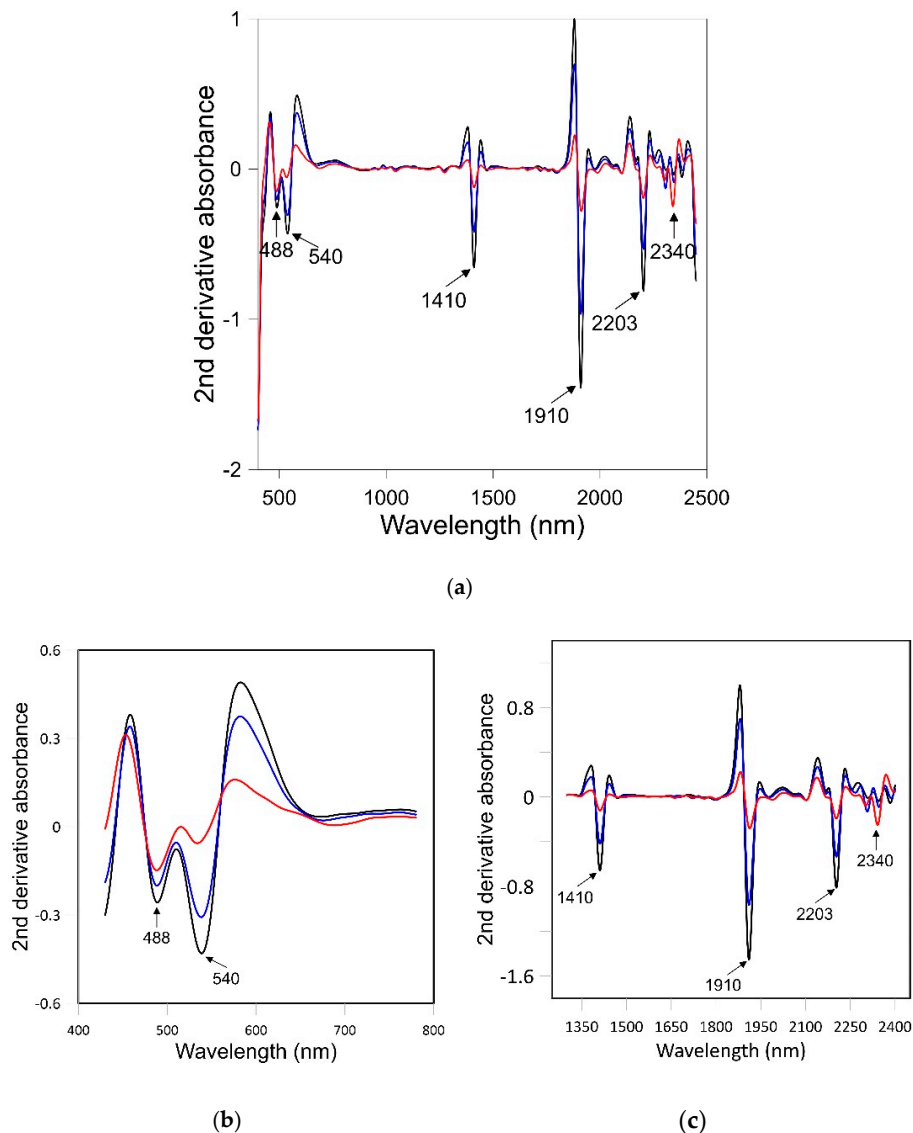 1
0
-1
-2
2nd derivative absorbance
488
540
1410
1910
2203
2340
500 1000 1500 2000 2500
Wavelength (nm)
(a)
0.6
0.3
0
-0.3
-0.6
2nd derivative absorbance
488
540
400 500 600 700 800
Wavelength (nm)
(b)
0.8
0
-0.8
-1.6
2nd derivative absorbance
1410
1910
2203
2340
1350 1500 1650 1800 1950 2100 2250 2400
Wavelength (nm)
(c)